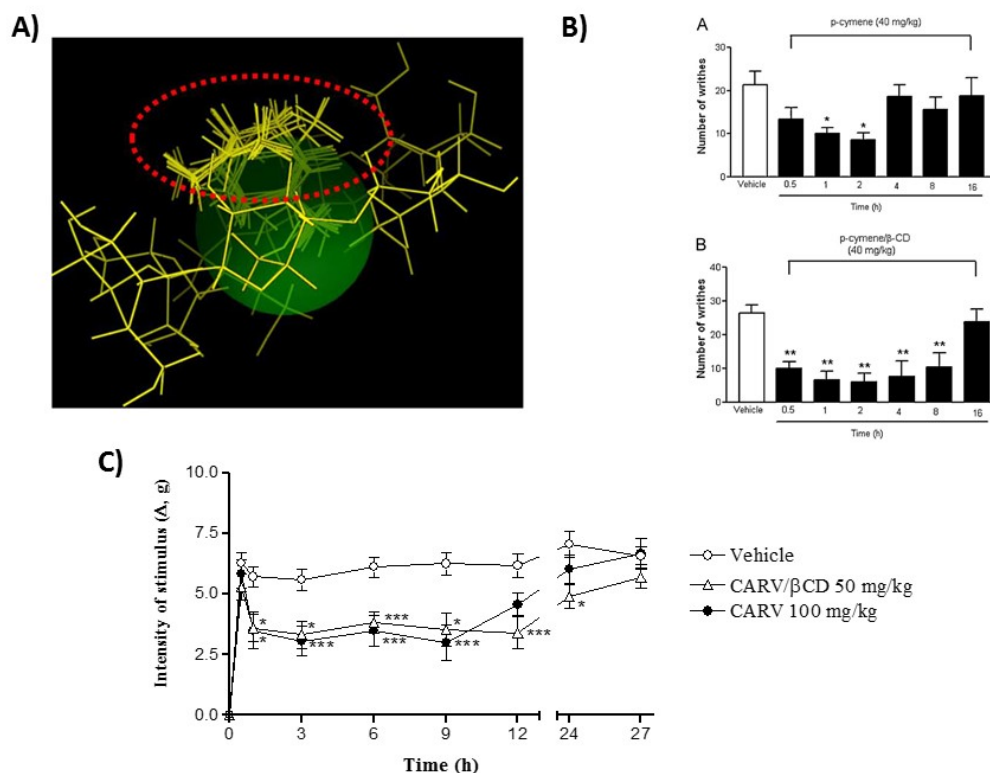 A)
B)
A
p-cymene (40 mg/kg)
Number of writhes
30
20
10
0
* *
Vehicle 0.5 1 2 4 8 16
Time (h)
B
p-cymene/β-CD
(40 mg/kg)
Number of writhes
40
30
20
10
0
** ** ** ** **
Vehicle 0.5 1 2 4 8 16
Time (h)
C)
Intensity of stimulus (Δ, g)
10.0
7.5
5.0
2.5
0.0
* * *** * *** *
* *** *** ***
0 3 6 9 12 24 27
Time (h)
Vehicle
CARV/βCD 50 mg/kg
CARV 100 mg/kg